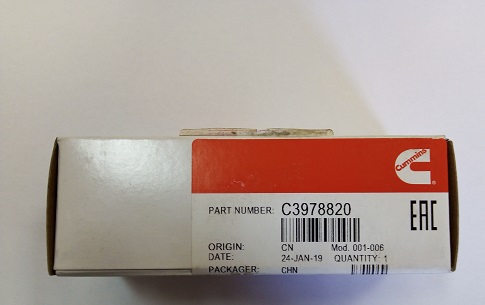 Cummins
PART NUMBER: C3978820
EAC
ORIGIN: CN Mod. 001-006
DATE: 24-JAN-19 QUANTITY: 1
PACKAGER: CHN